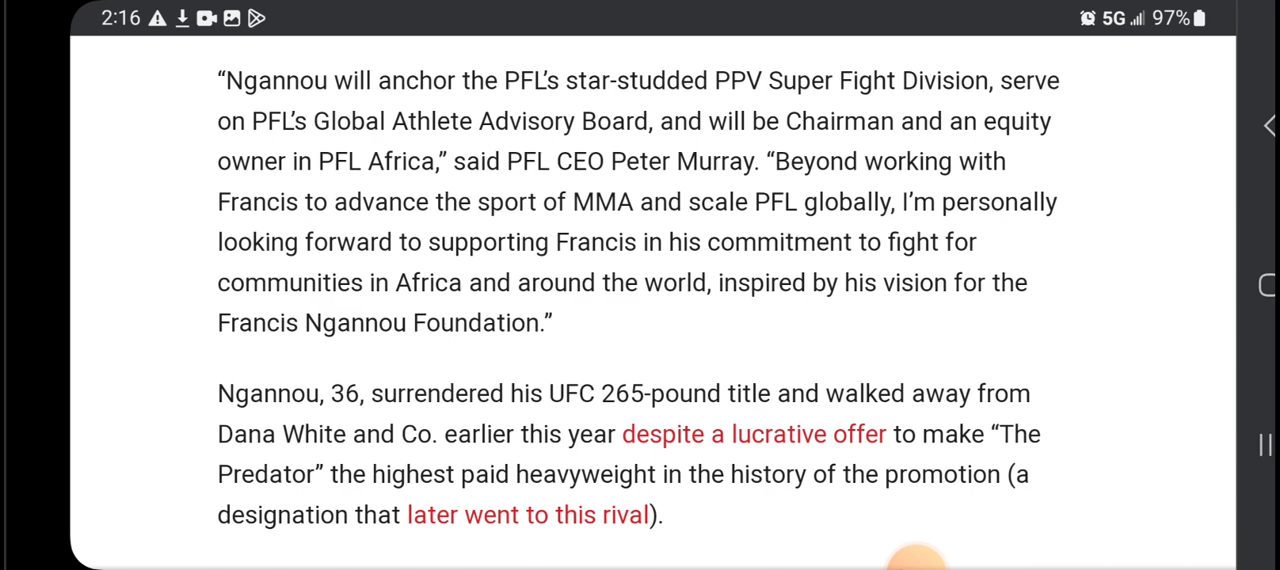 2:16
5G 97%
“Ngannou will anchor the PFL’s star-studded PPV Super Fight Division, serve
on PFL’s Global Athlete Advisory Board, and will be Chairman and an equity
owner in PFL Africa,” said PFL CEO Peter Murray. “Beyond working with
Francis to advance the sport of MMA and scale PFL globally, I’m personally
looking forward to supporting Francis in his commitment to fight for
communities in Africa and around the world, inspired by his vision for the
Francis Ngannou Foundation.”
Ngannou, 36, surrendered his UFC 265-pound title and walked away from
Dana White and Co. earlier this year despite a lucrative offer to make “The
Predator” the highest paid heavyweight in the history of the promotion (a
designation that later went to this rival).